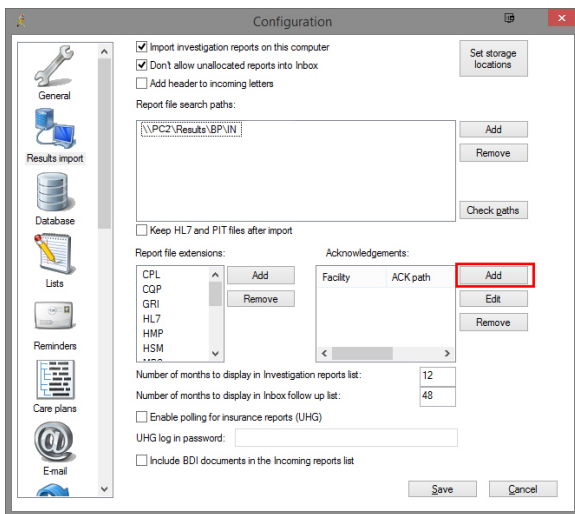 Configuration
General
Results import
Database
Lists
Reminders
Care plans
E-mail
Import investigation reports on this computer
Don't allow unallocated reports into Inbox
Add header to incoming letters
Set storage
locations
Report file search paths:
\\PC2\Results\BP\IN
Add
Remove
Check paths
Keep HL7 and PIT files after import
Report file extensions:
CPL
CQP
GRI
HL7
HMP
HSM
Add
Remove
Acknowledgements:
Facility ACK path
Add
Edit
Remove
Number of months to display in Investigation reports list: 12
Number of months to display in Inbox follow up list: 48
Enable polling for insurance reports (UHG)
UHG log in password:
Include BDI documents in the Incoming reports list
Save Cancel